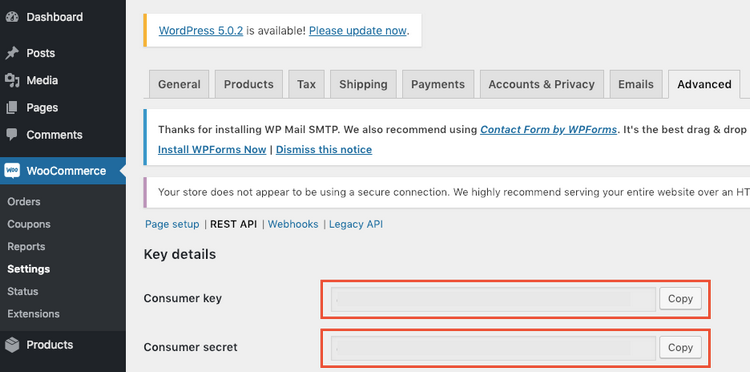 Dashboard
Posts
Media
Pages
Comments
WooCommerce
Orders
Coupons
Reports
Settings
Status
Extensions
Products
WordPress 5.0.2 is available! Please update now.
General Products Tax Shipping Payments Accounts & Privacy Emails Advanced
Thanks for installing WP Mail SMTP. We also recommend using Contact Form by WPForms. It's the best drag & drop
Install WPForms Now | Dismiss this notice
Your store does not appear to be using a secure connection. We highly recommend serving your entire website over an HT
Page setup | REST API | Webhooks | Legacy API
Key details
Consumer key Copy
Consumer secret Copy